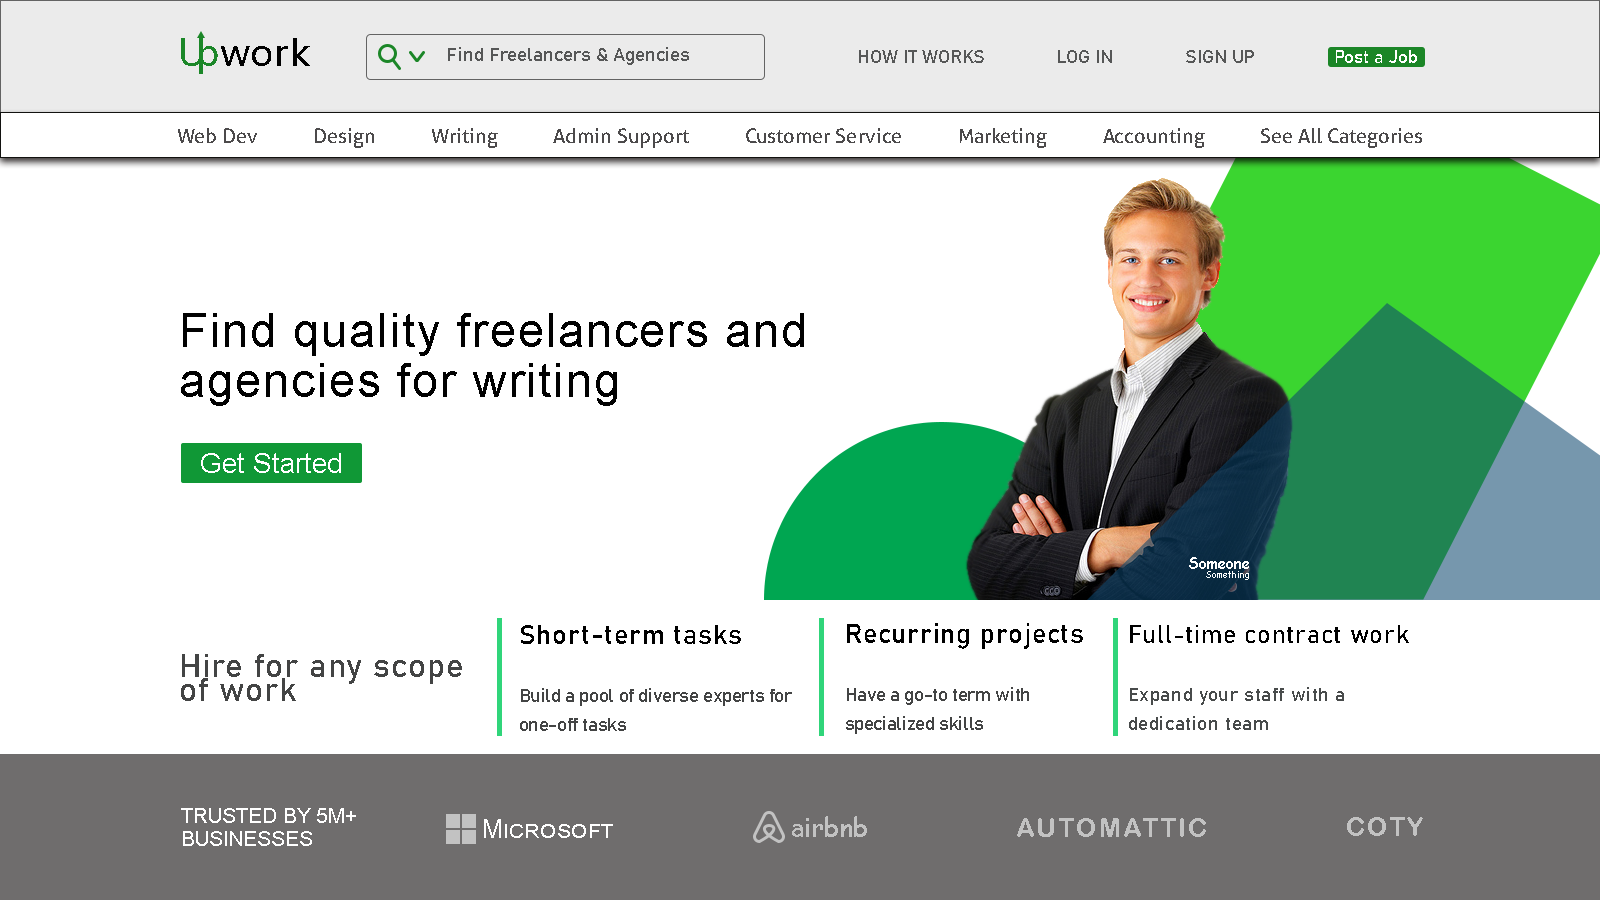 Upwork
Find Freelancers & Agencies
HOW IT WORKS
LOG IN
SIGN UP
Post a Job
Web Dev
Design
Writing
Admin Support
Customer Service
Marketing
Accounting
See All Categories
Find quality freelancers and
agencies for writing
Get Started
Someone
Something
Hire for any scope
of work
Short-term tasks
Build a pool of diverse experts for
one-off tasks
Recurring projects
Have a go-to term with
specialized skills
Full-time contract work
Expand your staff with a
dedication team
TRUSTED BY 5M+
BUSINESSES
MICROSOFT
airbnb
AUTOMATTIC
COTY